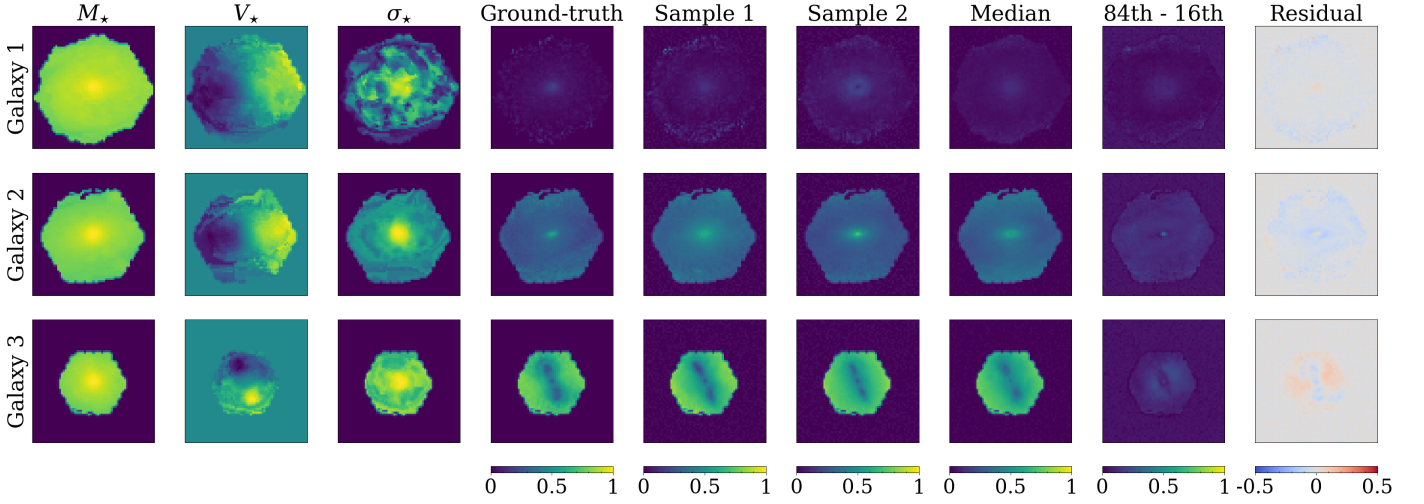 M⋆ V⋆ σ⋆ Ground-truth Sample 1 Sample 2 Median 84th - 16th Residual
Galaxy 1
Galaxy 2
Galaxy 3
0 0.5 1 0 0.5 1 0 0.5 1 0 0.5 1 0 0.5 1 -0.5 0 0.5